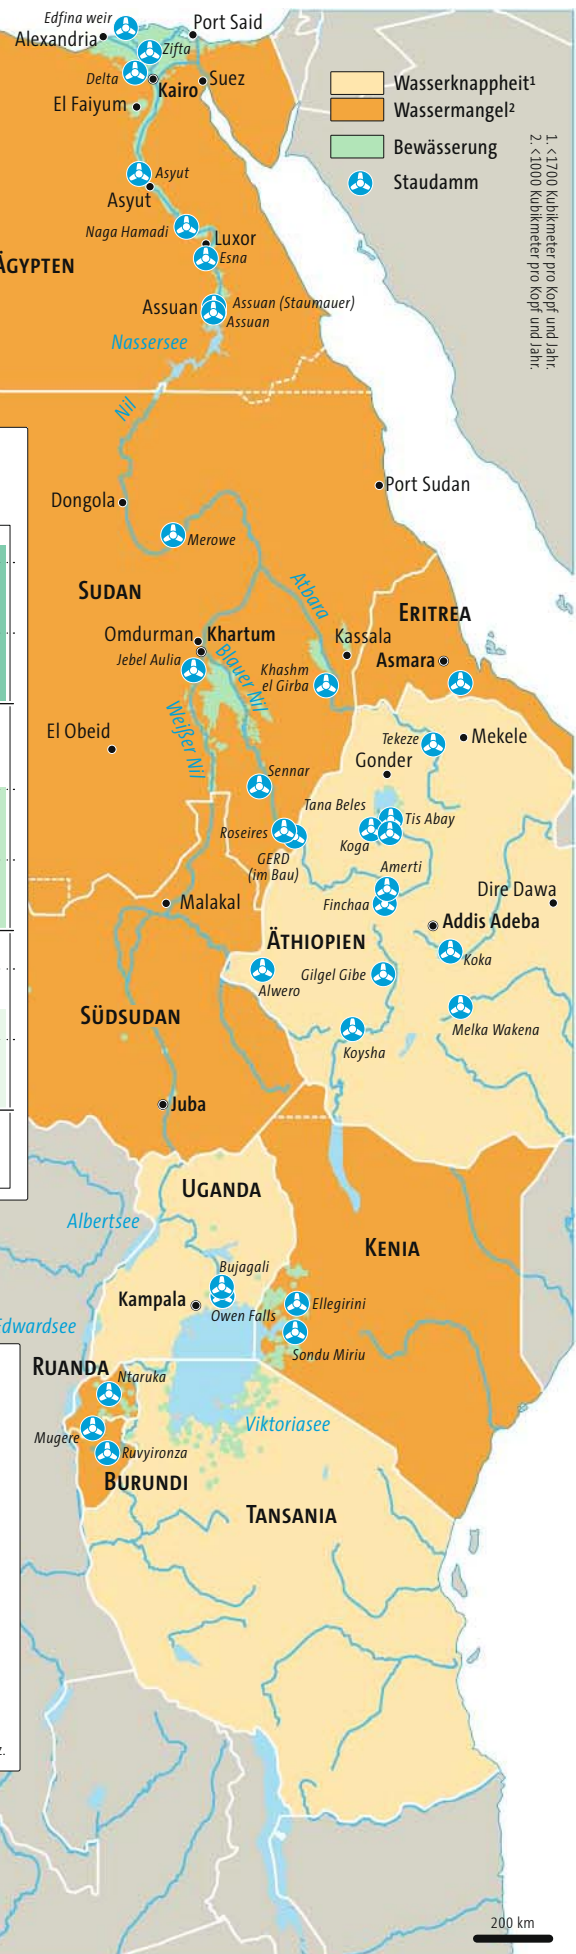 Edfina weir
Port Said
Alexandria
Zifta
Delta
Kairo
Suez
El Faiyum
Wasserknappheit¹
Wassermangel²
Bewässerung
Staudamm
1. <1700 Kubikmeter pro Kopf und Jahr.
2. <1000 Kubikmeter pro Kopf und Jahr.
Asyut
Asyut
Naga Hamadi
Luxor
Esna
ÄGYPTEN
Assuan
Assuan (Staumauer)
Assuan
Nassersee
Nil
Port Sudan
Dongola
Merowe
SUDAN
Atbara
ERITREA
Omdurman
Khartum
Kassala
Jebel Aulia
Blauer Nil
Khashm
el Girba
Asmara
Weißer Nil
El Obeid
Tekeze
Mekele
Gonder
Sennar
Tana Beles
Tis Abay
Roseires
Koga
GERD
(im Bau)
Amerti
Dire Dawa
Malakal
Finchaa
Addis Adeba
ÄTHIOPIEN
Koka
Gilgel Gibe
Alwero
SÜDSUDAN
Melka Wakena
Koysha
Juba
UGANDA
Albertsee
KENIA
Bujagali
Kampala
Ellegirini
Owen Falls
Edwardsee
Sondu Miriu
RUANDA
Ntaruka
Viktoriasee
Mugere
Ruvyironza
BURUNDI
TANSANIA
z.
200 km